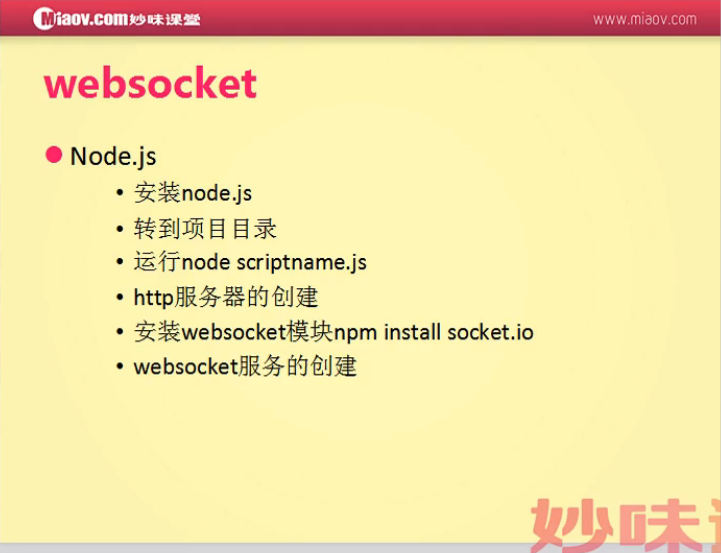 Miaov.com妙味课堂
www.miaov.com
websocket
Node.js
安装node.js
转到项目目录
运行node scriptname.js
http服务器的创建
安装websocket模块npm install socket.io
websocket服务的创建
妙味